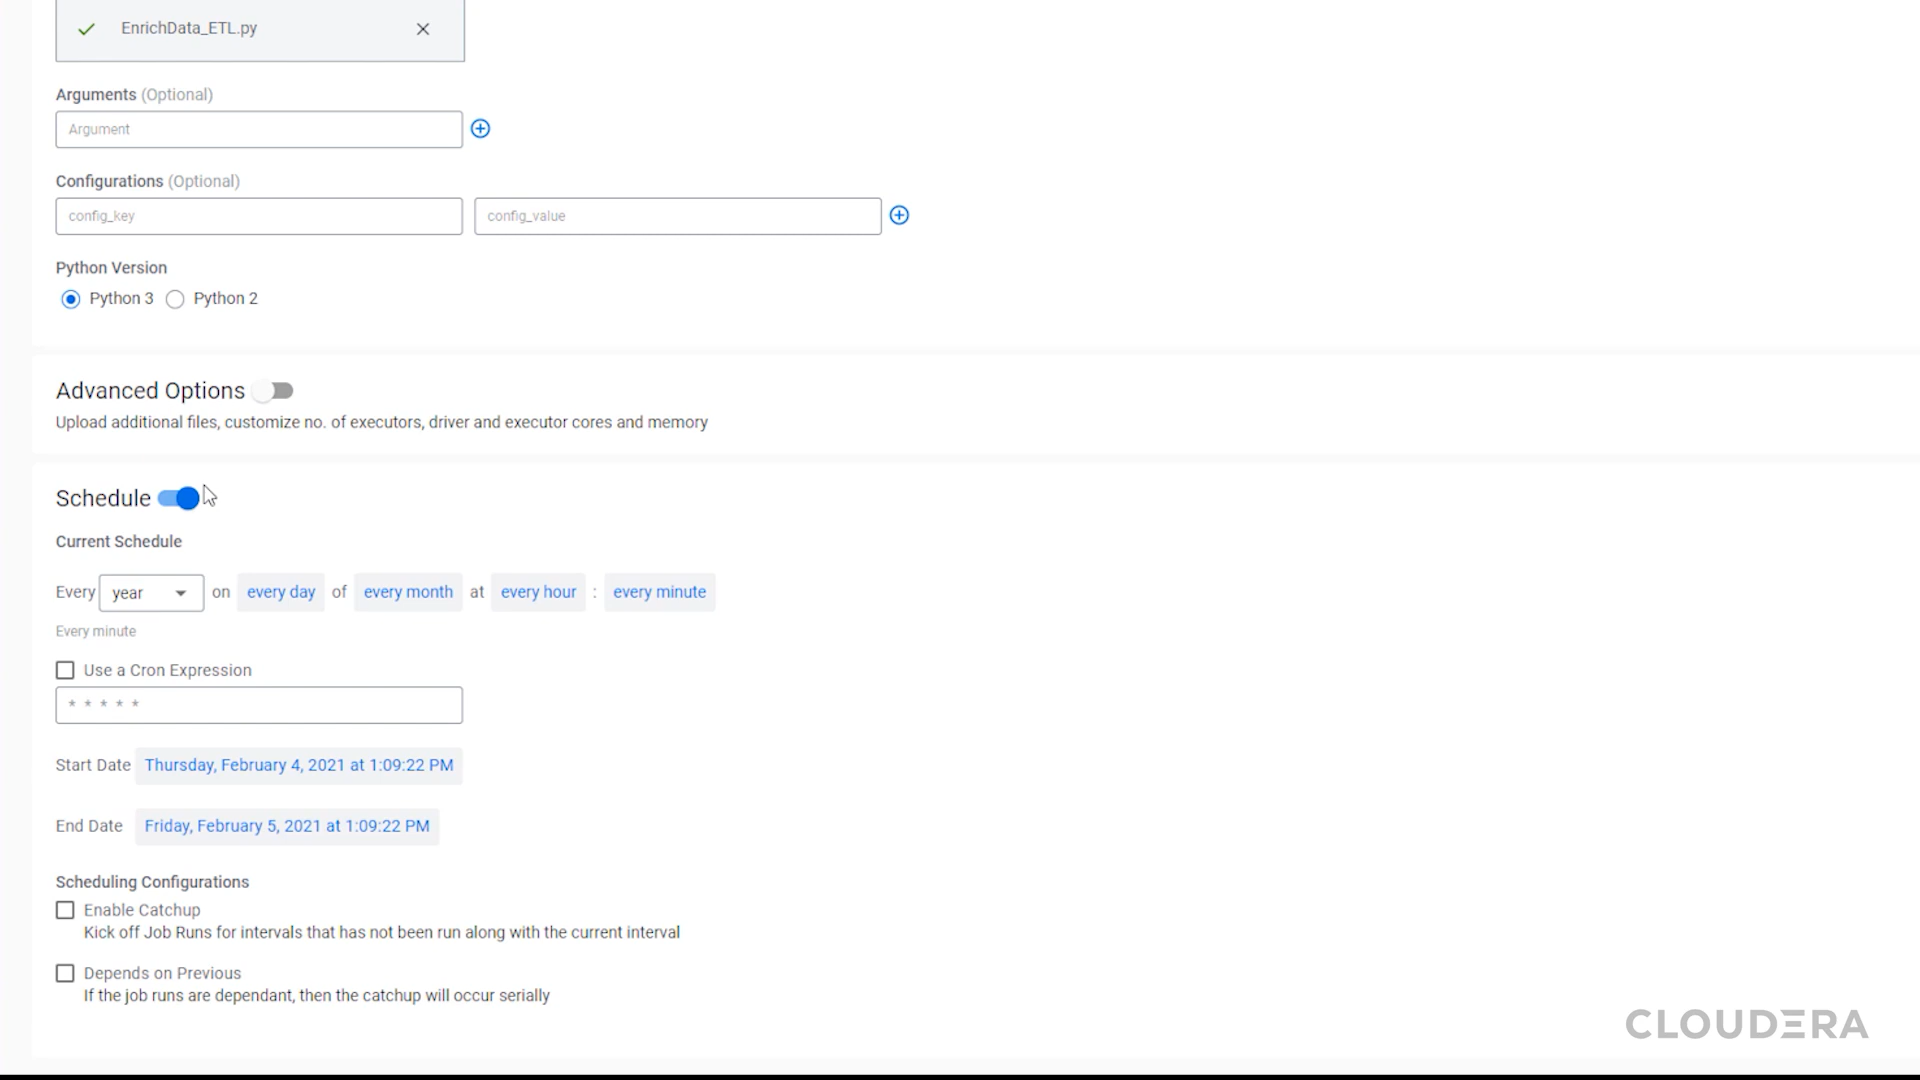 EnrichData_ETL.py
Arguments (Optional)
Argument
Configurations (Optional)
config_key config_value
Python Version
Python 3 Python 2
Advanced Options
Upload additional files, customize no. of executors, driver and executor cores and memory
Schedule
Current Schedule
Every year on every day of every month at every hour : every minute
Every minute
Use a Cron Expression
* * * * *
Start Date Thursday, February 4, 2021 at 1:09:22 PM
End Date Friday, February 5, 2021 at 1:09:22 PM
Scheduling Configurations
Enable Catchup
Kick off Job Runs for intervals that has not been run along with the current interval
Depends on Previous
If the job runs are dependant, then the catchup will occur serially
CLOUDERA